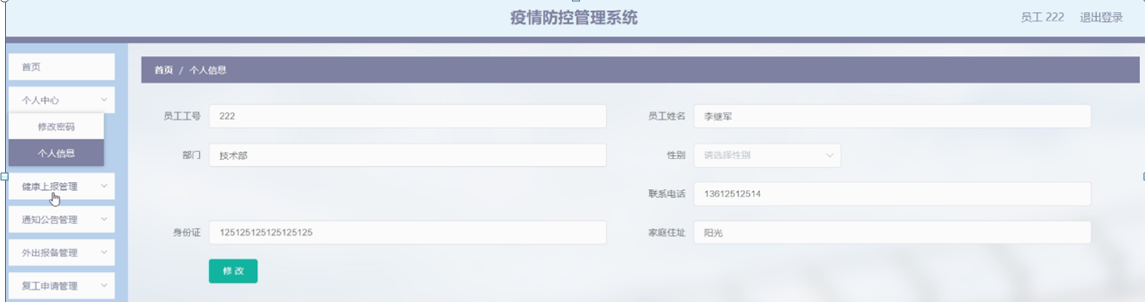 疫情防控管理系统
员工 222 退出登录
首页
个人中心
修改密码
个人信息
健康上报管理
通知公告管理
外出报备管理
复工申请管理
首页 / 个人信息
员工工号 222
员工姓名 李继军
部门 技术部
性别 请选择性别
联系电话 13612512514
身份证 125125125125125125
家庭住址 阳光
修改